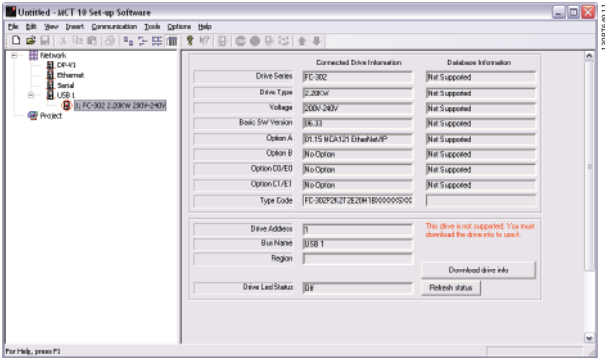 Untitled - MCT 10 Set-up Software
File Edit View Insert Communication Tools Options Help
Network
DP-V1
Ethernet
Serial
USB 1
1: FC-302 2.20KW 200V-240V
Project
Connected Drive Information Database Information
Drive Series FC-302 Not Supported
Drive Type 2.20KW Not Supported
Voltage 200V-240V Not Supported
Basic SW Version 06.33 Not Supported
Option A 01.15 MCA121 EtherNet/IP Not Supported
Option B No Option Not Supported
Option D0/E0 No Option Not Supported
Option C1/E1 No Option Not Supported
Type Code
Drive Address 1
This drive is not supported. You must
download the drive info to use it.
Bus Name USB 1
Region
Download drive info
Drive Led Status Off
Refresh status
For Help, press F1